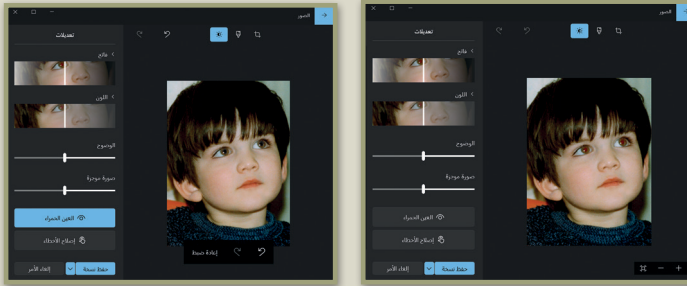 الصور
تعديلات
فاتح
اللون
الوضوح
صورة موجزة
العين الحمراء
إصلاح الأخطاء
حفظ نسخة
إلغاء الأمر
إعادة ضبط
الصور
تعديلات
فاتح
اللون
الوضوح
صورة موجزة
العين الحمراء
إصلاح الأخطاء
حفظ نسخة
إلغاء الأمر